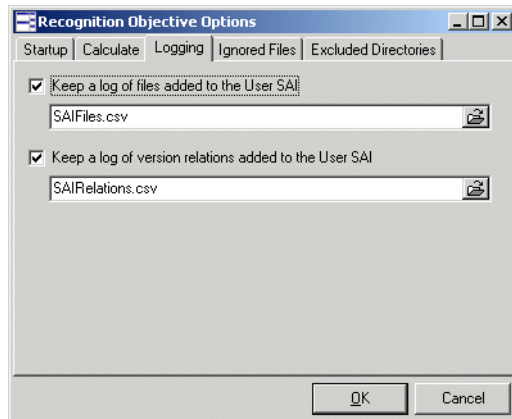 Recognition Objective Options
Startup Calculate Logging Ignored Files Excluded Directories
Keep a log of files added to the User SAI
SAIFiles.csv
Keep a log of version relations added to the User SAI
SAIRelations.csv
OK Cancel